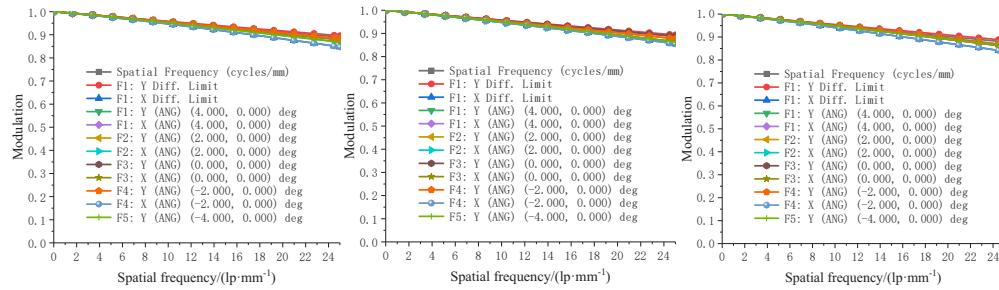 1.0
0.9
0.8
0.7
0.6
0.5
0.4
0.3
0.2
0.1
0.0
Modulation
Spatial Frequency (cycles/mm)
F1: Y Diff. Limit
F1: X Diff. Limit
F1: Y (ANG) (4.000, 0.000) deg
F1: X (ANG) (4.000, 0.000) deg
F2: Y (ANG) (2.000, 0.000) deg
F2: X (ANG) (2.000, 0.000) deg
F3: Y (ANG) (0.000, 0.000) deg
F3: X (ANG) (0.000, 0.000) deg
F4: Y (ANG) (-2.000, 0.000) deg
F4: X (ANG) (-2.000, 0.000) deg
F5: Y (ANG) (-4.000, 0.000) deg
0 2 4 6 8 10 12 14 16 18 20 22 24
Spatial frequency/(lp·mm-1)
1.0
0.9
0.8
0.7
0.6
0.5
0.4
0.3
0.2
0.1
0.0
Modulation
Spatial Frequency (cycles/mm)
F1: Y Diff. Limit
F1: X Diff. Limit
F1: Y (ANG) (4.000, 0.000) deg
F1: X (ANG) (4.000, 0.000) deg
F2: Y (ANG) (2.000, 0.000) deg
F2: X (ANG) (2.000, 0.000) deg
F3: Y (ANG) (0.000, 0.000) deg
F3: X (ANG) (0.000, 0.000) deg
F4: Y (ANG) (-2.000, 0.000) deg
F4: X (ANG) (-2.000, 0.000) deg
F5: Y (ANG) (-4.000, 0.000) deg
0 2 4 6 8 10 12 14 16 18 20 22 24
Spatial frequency/(lp·mm-1)
1.0
0.9
0.8
0.7
0.6
0.5
0.4
0.3
0.2
0.1
0.0
Modulation
Spatial Frequency (cycles/mm)
F1: Y Diff. Limit
F1: X Diff. Limit
F1: Y (ANG) (4.000, 0.000) deg
F1: X (ANG) (4.000, 0.000) deg
F2: Y (ANG) (2.000, 0.000) deg
F2: X (ANG) (2.000, 0.000) deg
F3: Y (ANG) (0.000, 0.000) deg
F3: X (ANG) (0.000, 0.000) deg
F4: Y (ANG) (-2.000, 0.000) deg
F4: X (ANG) (-2.000, 0.000) deg
F5: Y (ANG) (-4.000, 0.000) deg
0 2 4 6 8 10 12 14 16 18 20 22 24
Spatial frequency/(lp·mm-1)